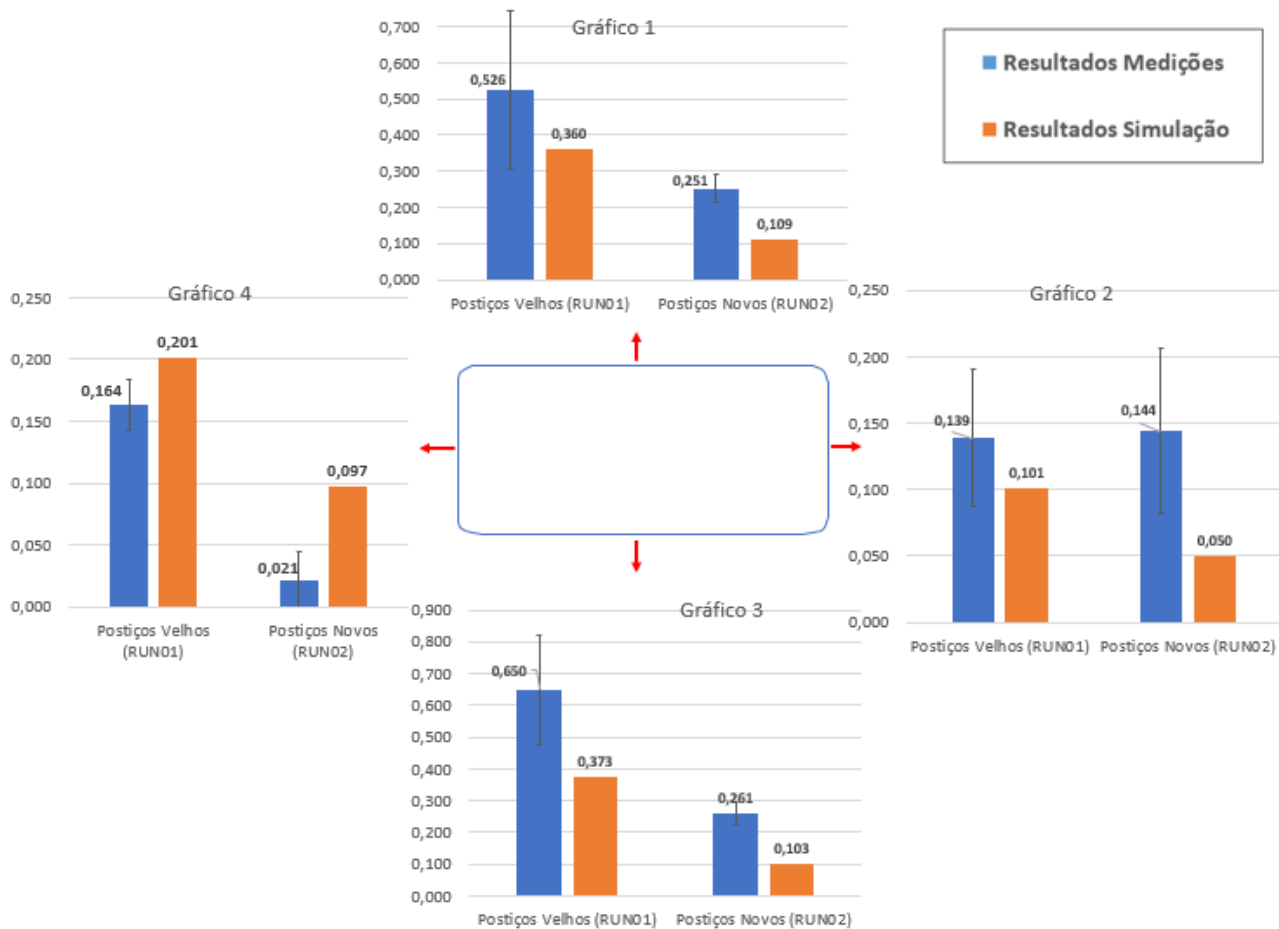 Gráfico 1
0,700
0,600
0,500
0,400
0,300
0,200
0,100
0,000
0,526
0,360
0,251
0,109
Postiços Velhos (RUN01)
Postiços Novos (RUN02)
Resultados Medições
Resultados Simulação
Gráfico 4
0,250
0,200
0,150
0,100
0,050
0,000
0,164
0,201
0,021
0,097
Postiços Velhos
(RUN01)
Postiços Novos
(RUN02)
Gráfico 2
0,250
0,200
0,150
0,100
0,050
0,000
0,139
0,101
0,144
0,050
Postiços Velhos (RUN01)
Postiços Novos (RUN02)
Gráfico 3
0,900
0,800
0,700
0,600
0,500
0,400
0,300
0,200
0,100
0,000
0,650
0,373
0,261
0,103
Postiços Velhos (RUN01)
Postiços Novos (RUN02)